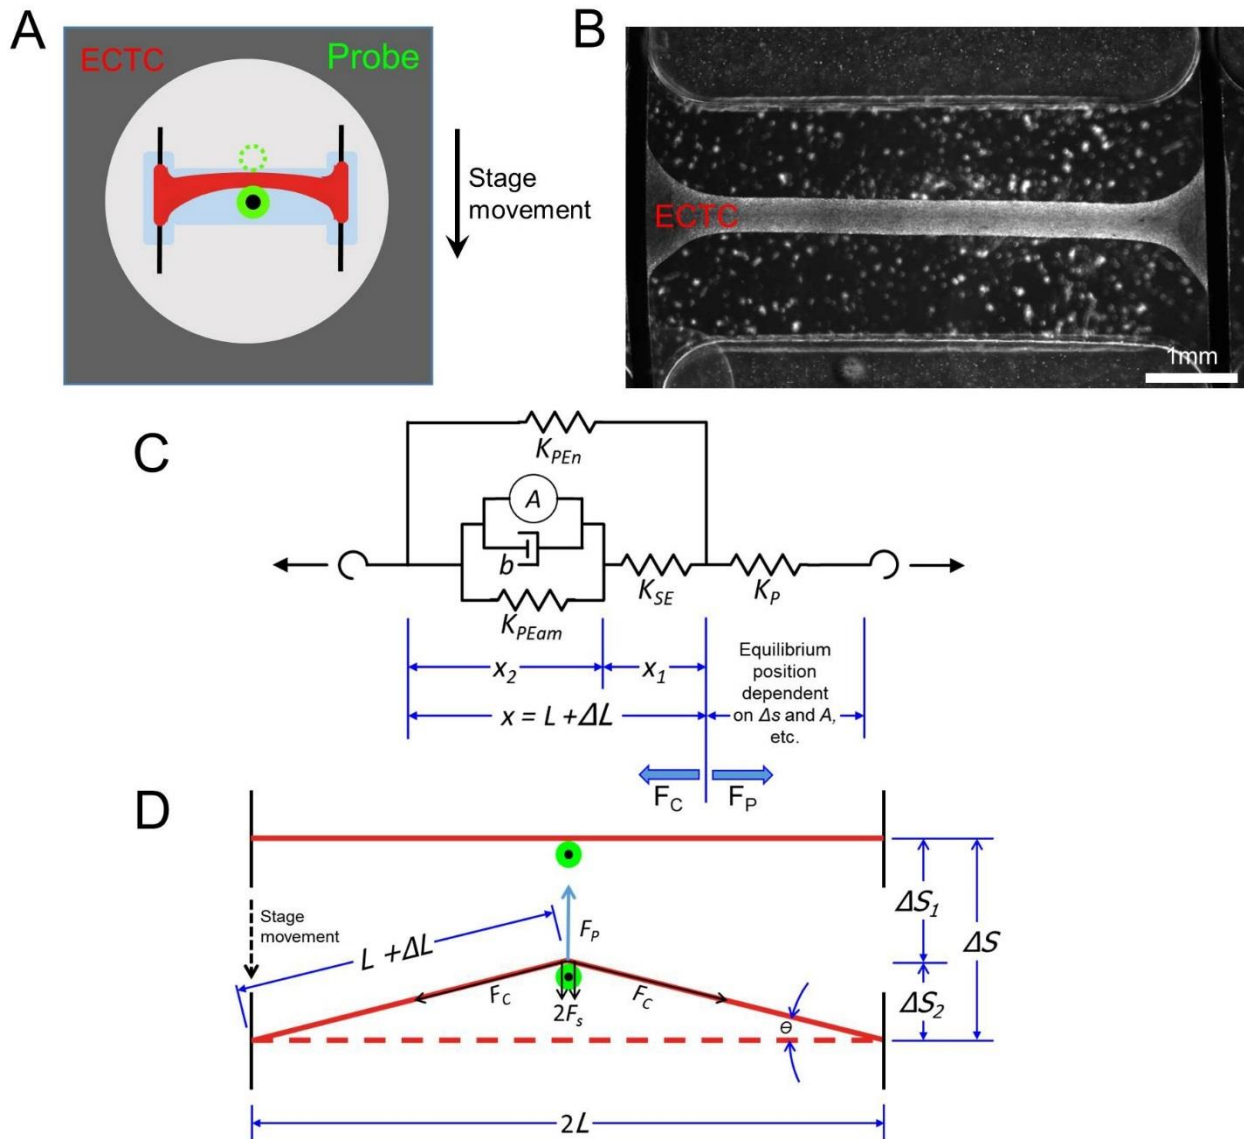 A
ECTC
Probe
Stage
movement
B
ECTC
1mm
C
K_PEn
A
b
K_PEam
K_SE
K_P
x_2
x_1
x = L + ΔL
Equilibrium
position
dependent
on Δs and A,
etc.
F_C
F_P
D
Stage
movement
L + ΔL
F_P
F_C
F_C
2F_s
Θ
ΔS_1
ΔS_2
ΔS
2L